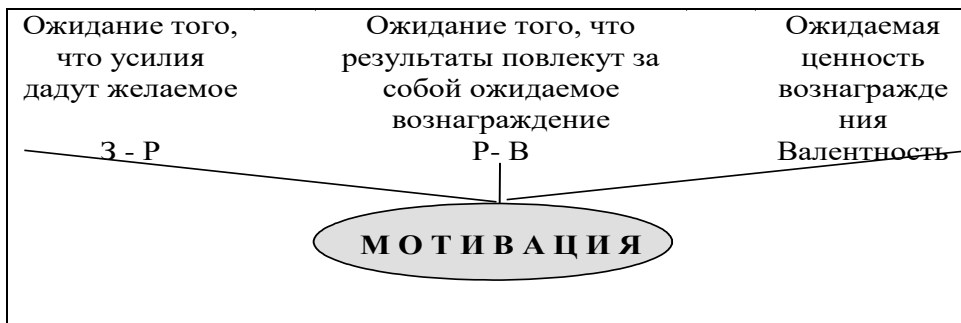 Ожидание того,
что усилия
дадут желаемое
З - Р
Ожидание того, что
результаты повлекут за
собой ожидаемое
вознаграждение
Р- В
Ожидаемая
ценность
вознагражде
ния
Валентность
М О Т И В А Ц И Я